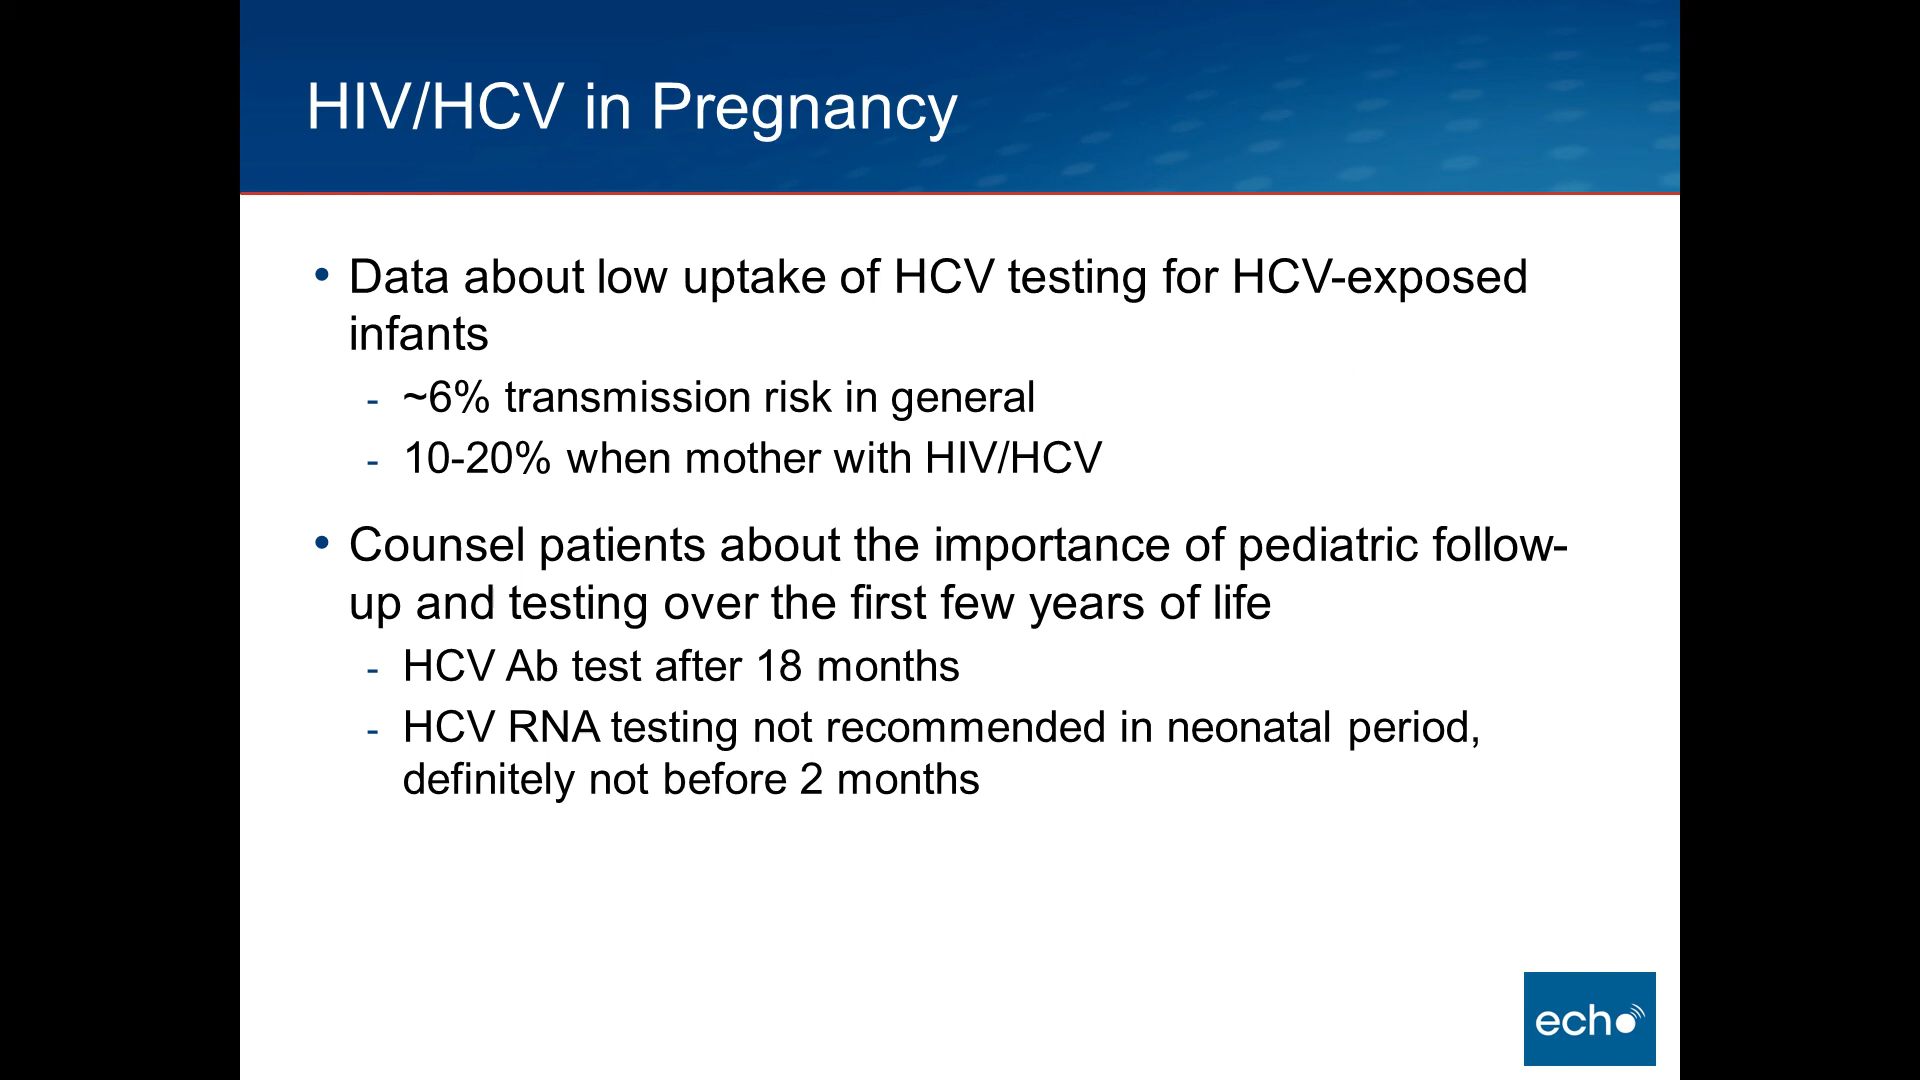 HIV/HCV in Pregnancy
• Data about low uptake of HCV testing for HCV-exposed
infants
- ~6% transmission risk in general
- 10-20% when mother with HIV/HCV
• Counsel patients about the importance of pediatric follow-
up and testing over the first few years of life
- HCV Ab test after 18 months
- HCV RNA testing not recommended in neonatal period,
definitely not before 2 months
echo